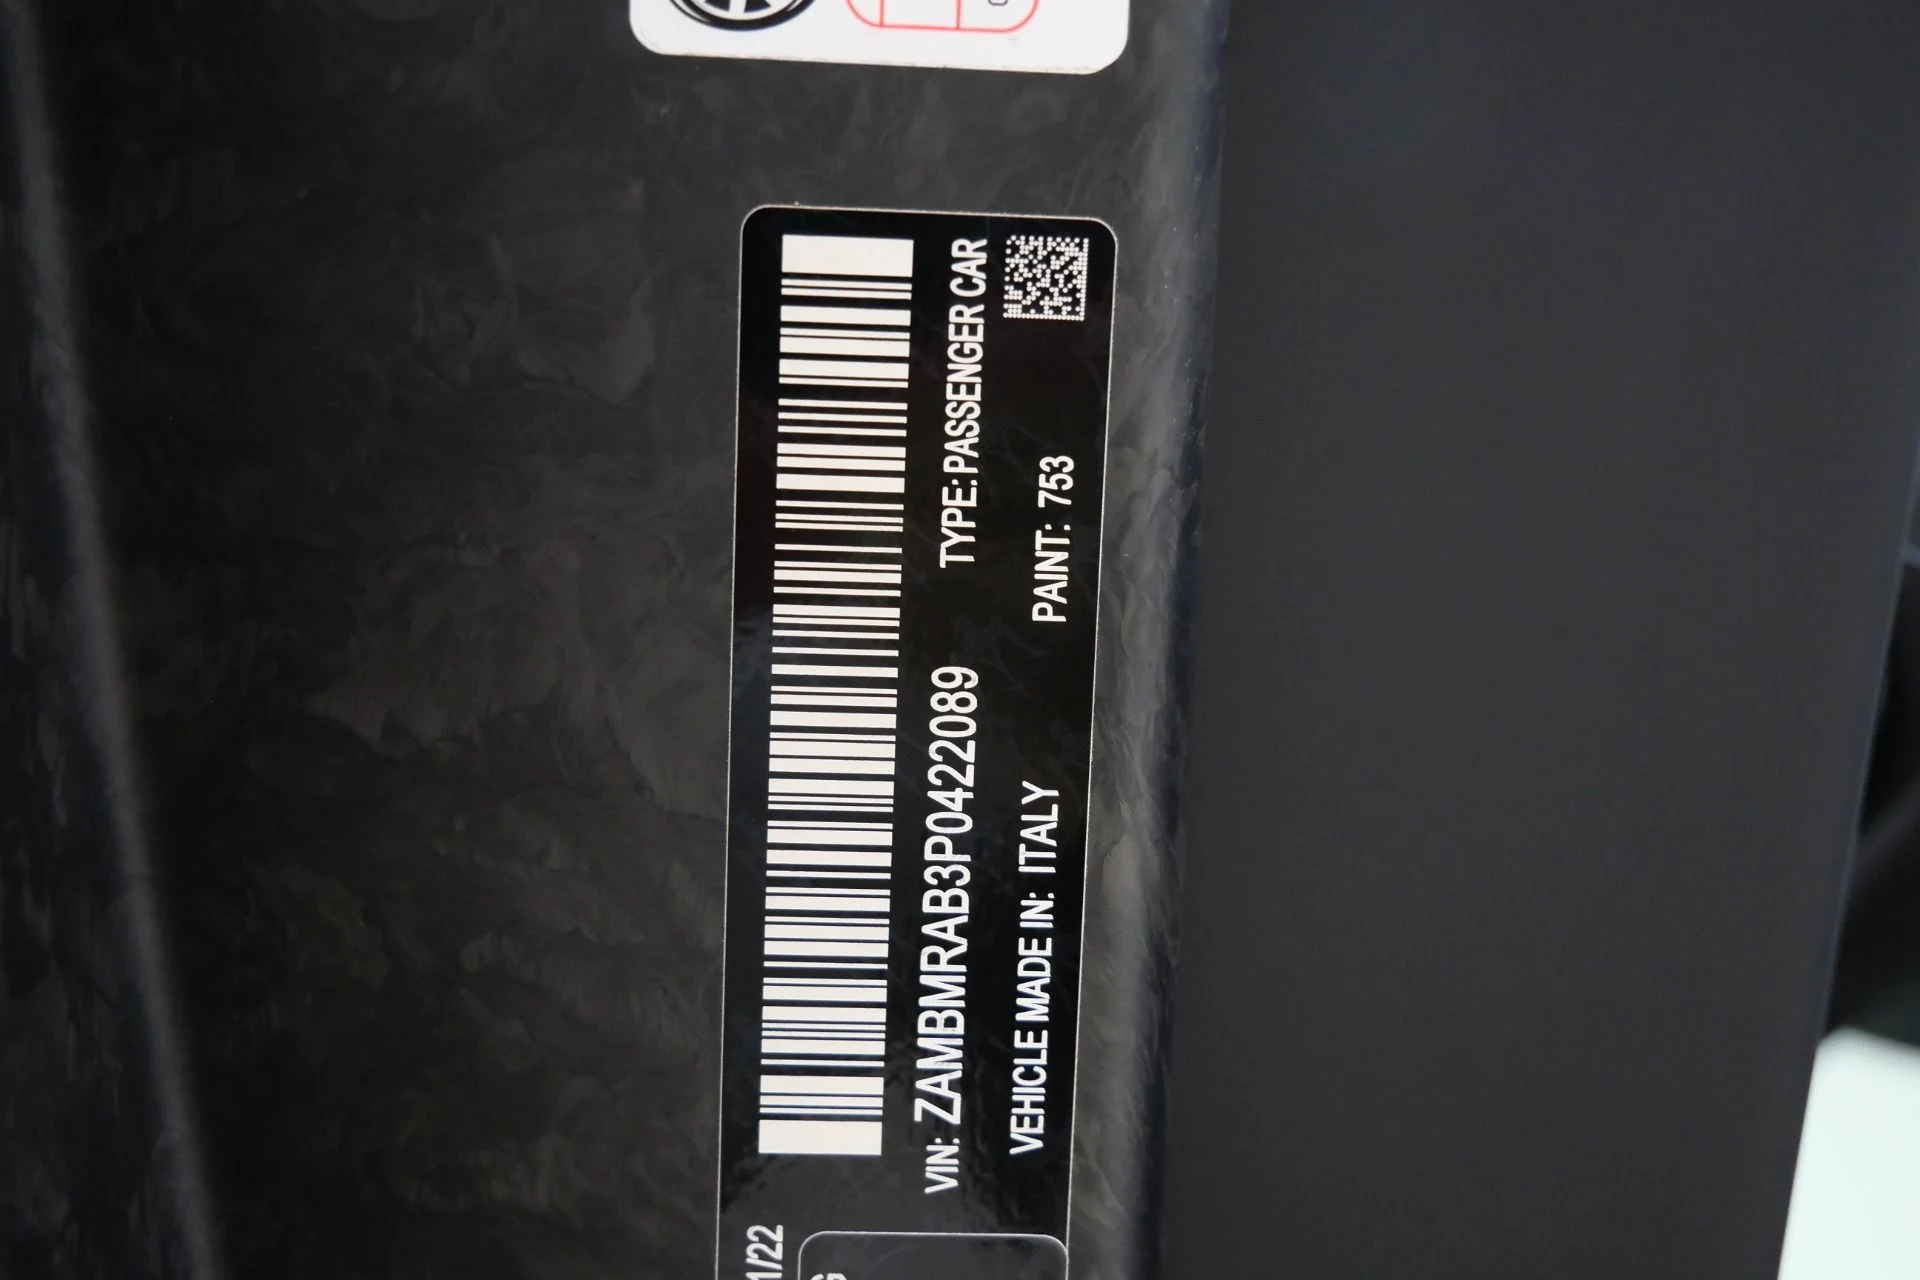 1/22
VIN: ZAMBMRAB3P0422089 TYPE: PASSENGER CAR
VEHICLE MADE IN: ITALY PAINT: 753